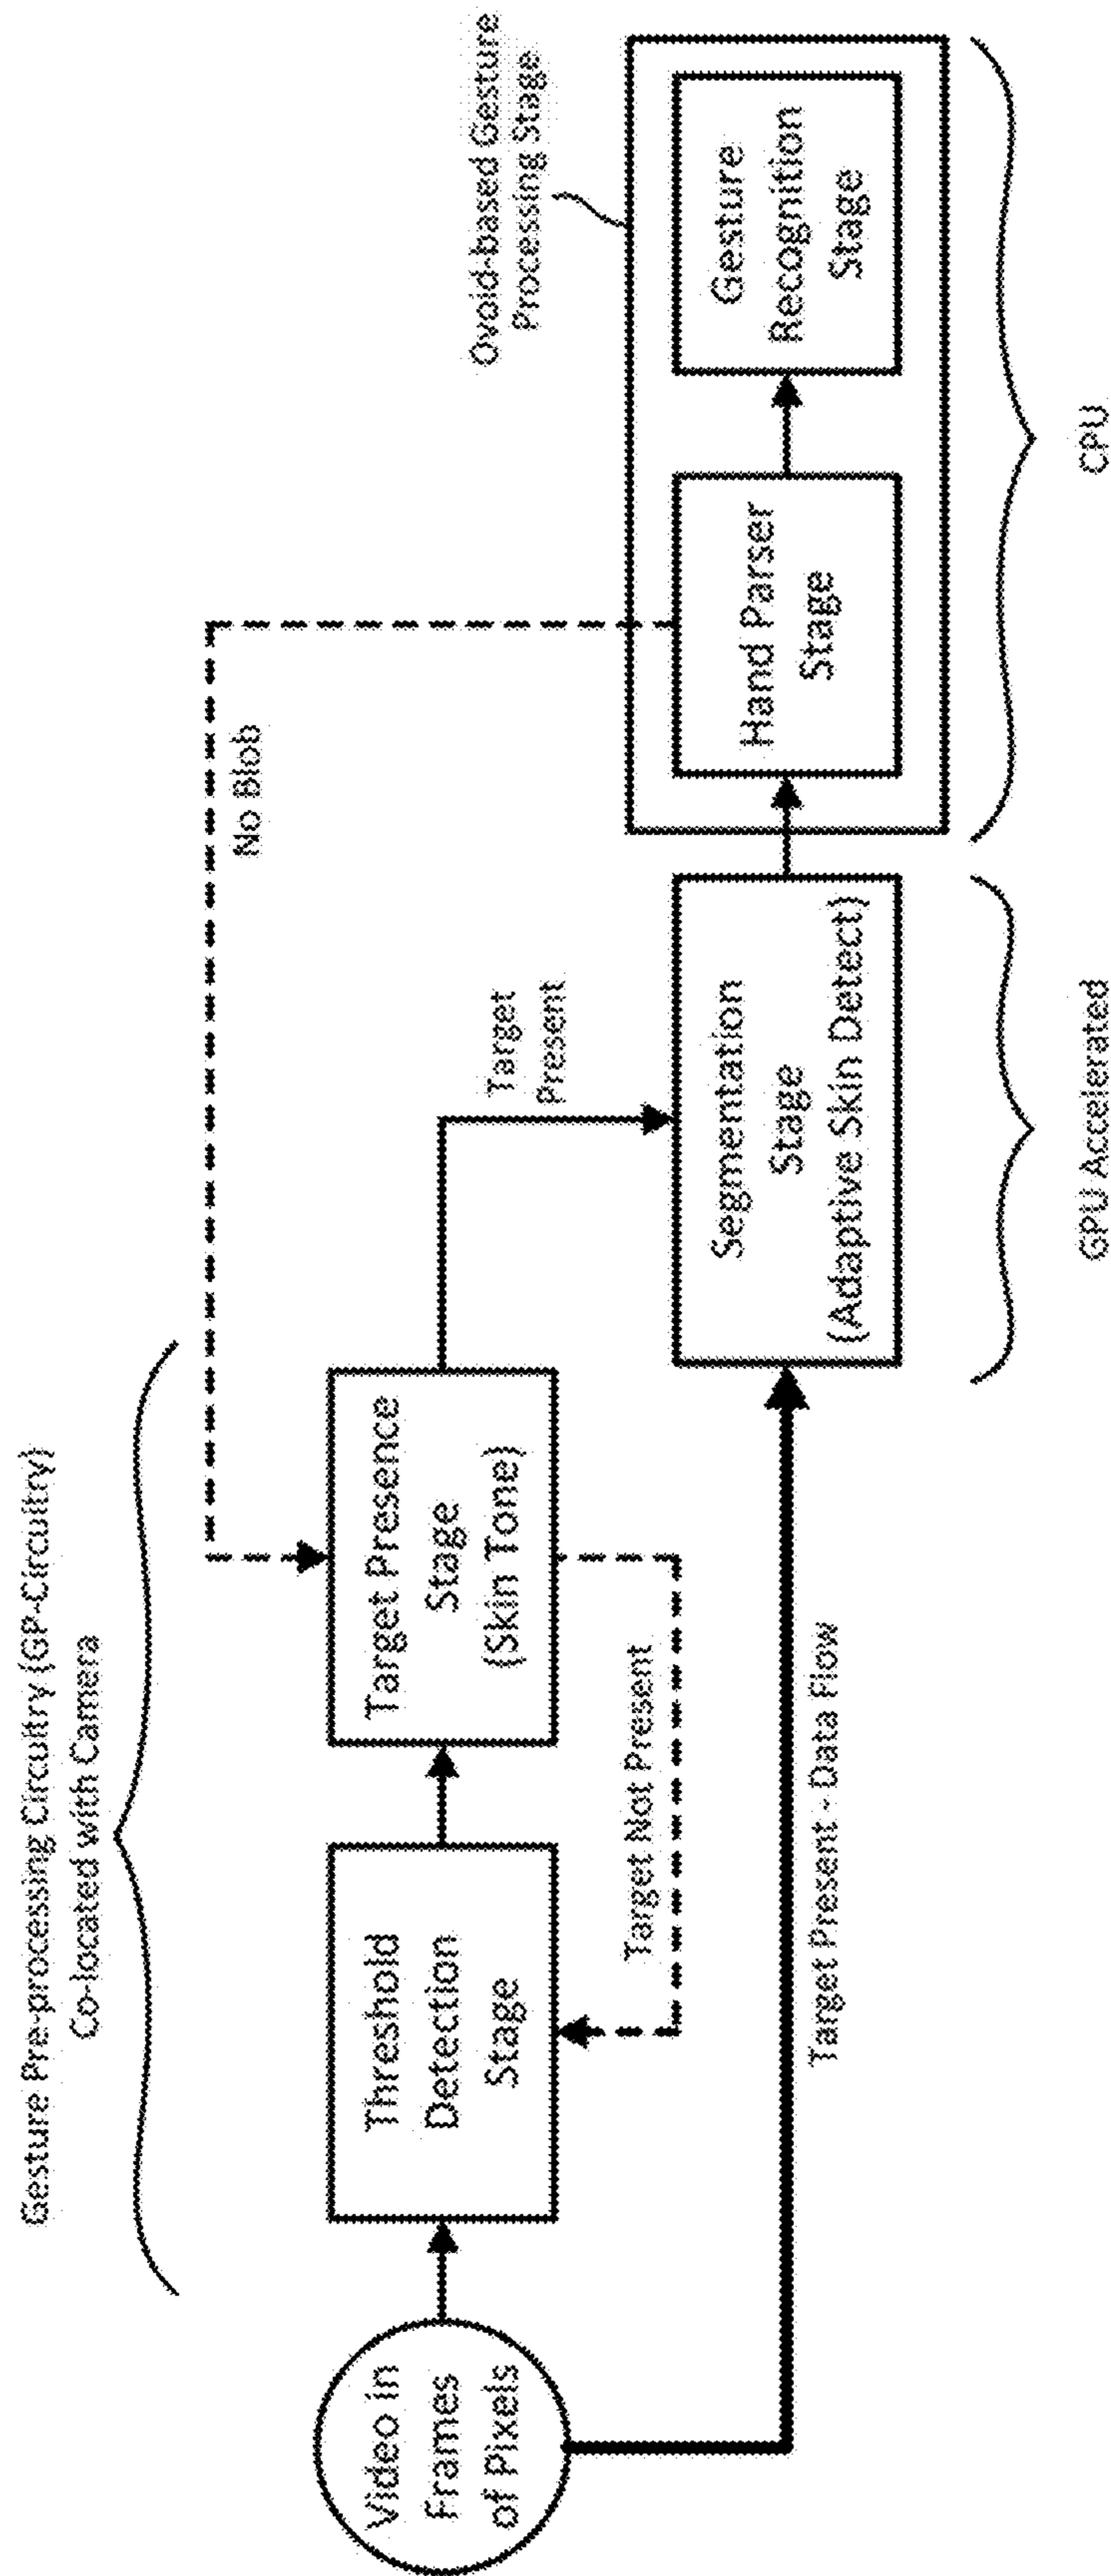 Gesture Pre-processing Circuitry (GP-Circuitry)
Co-located with Camera
Video in
Frames
of Pixels
Threshold
Detection
Stage
Target Presence
Stage
(Skin Tone)
No Blob
Target Not Present
Target
Present
Target Present - Data Flow
Segmentation
Stage
(Adaptive Skin Detect)
Ovoid-based Gesture
Processing Stage
Hand Parser
Stage
Gesture
Recognition
Stage
GPU Accelerated
CPU